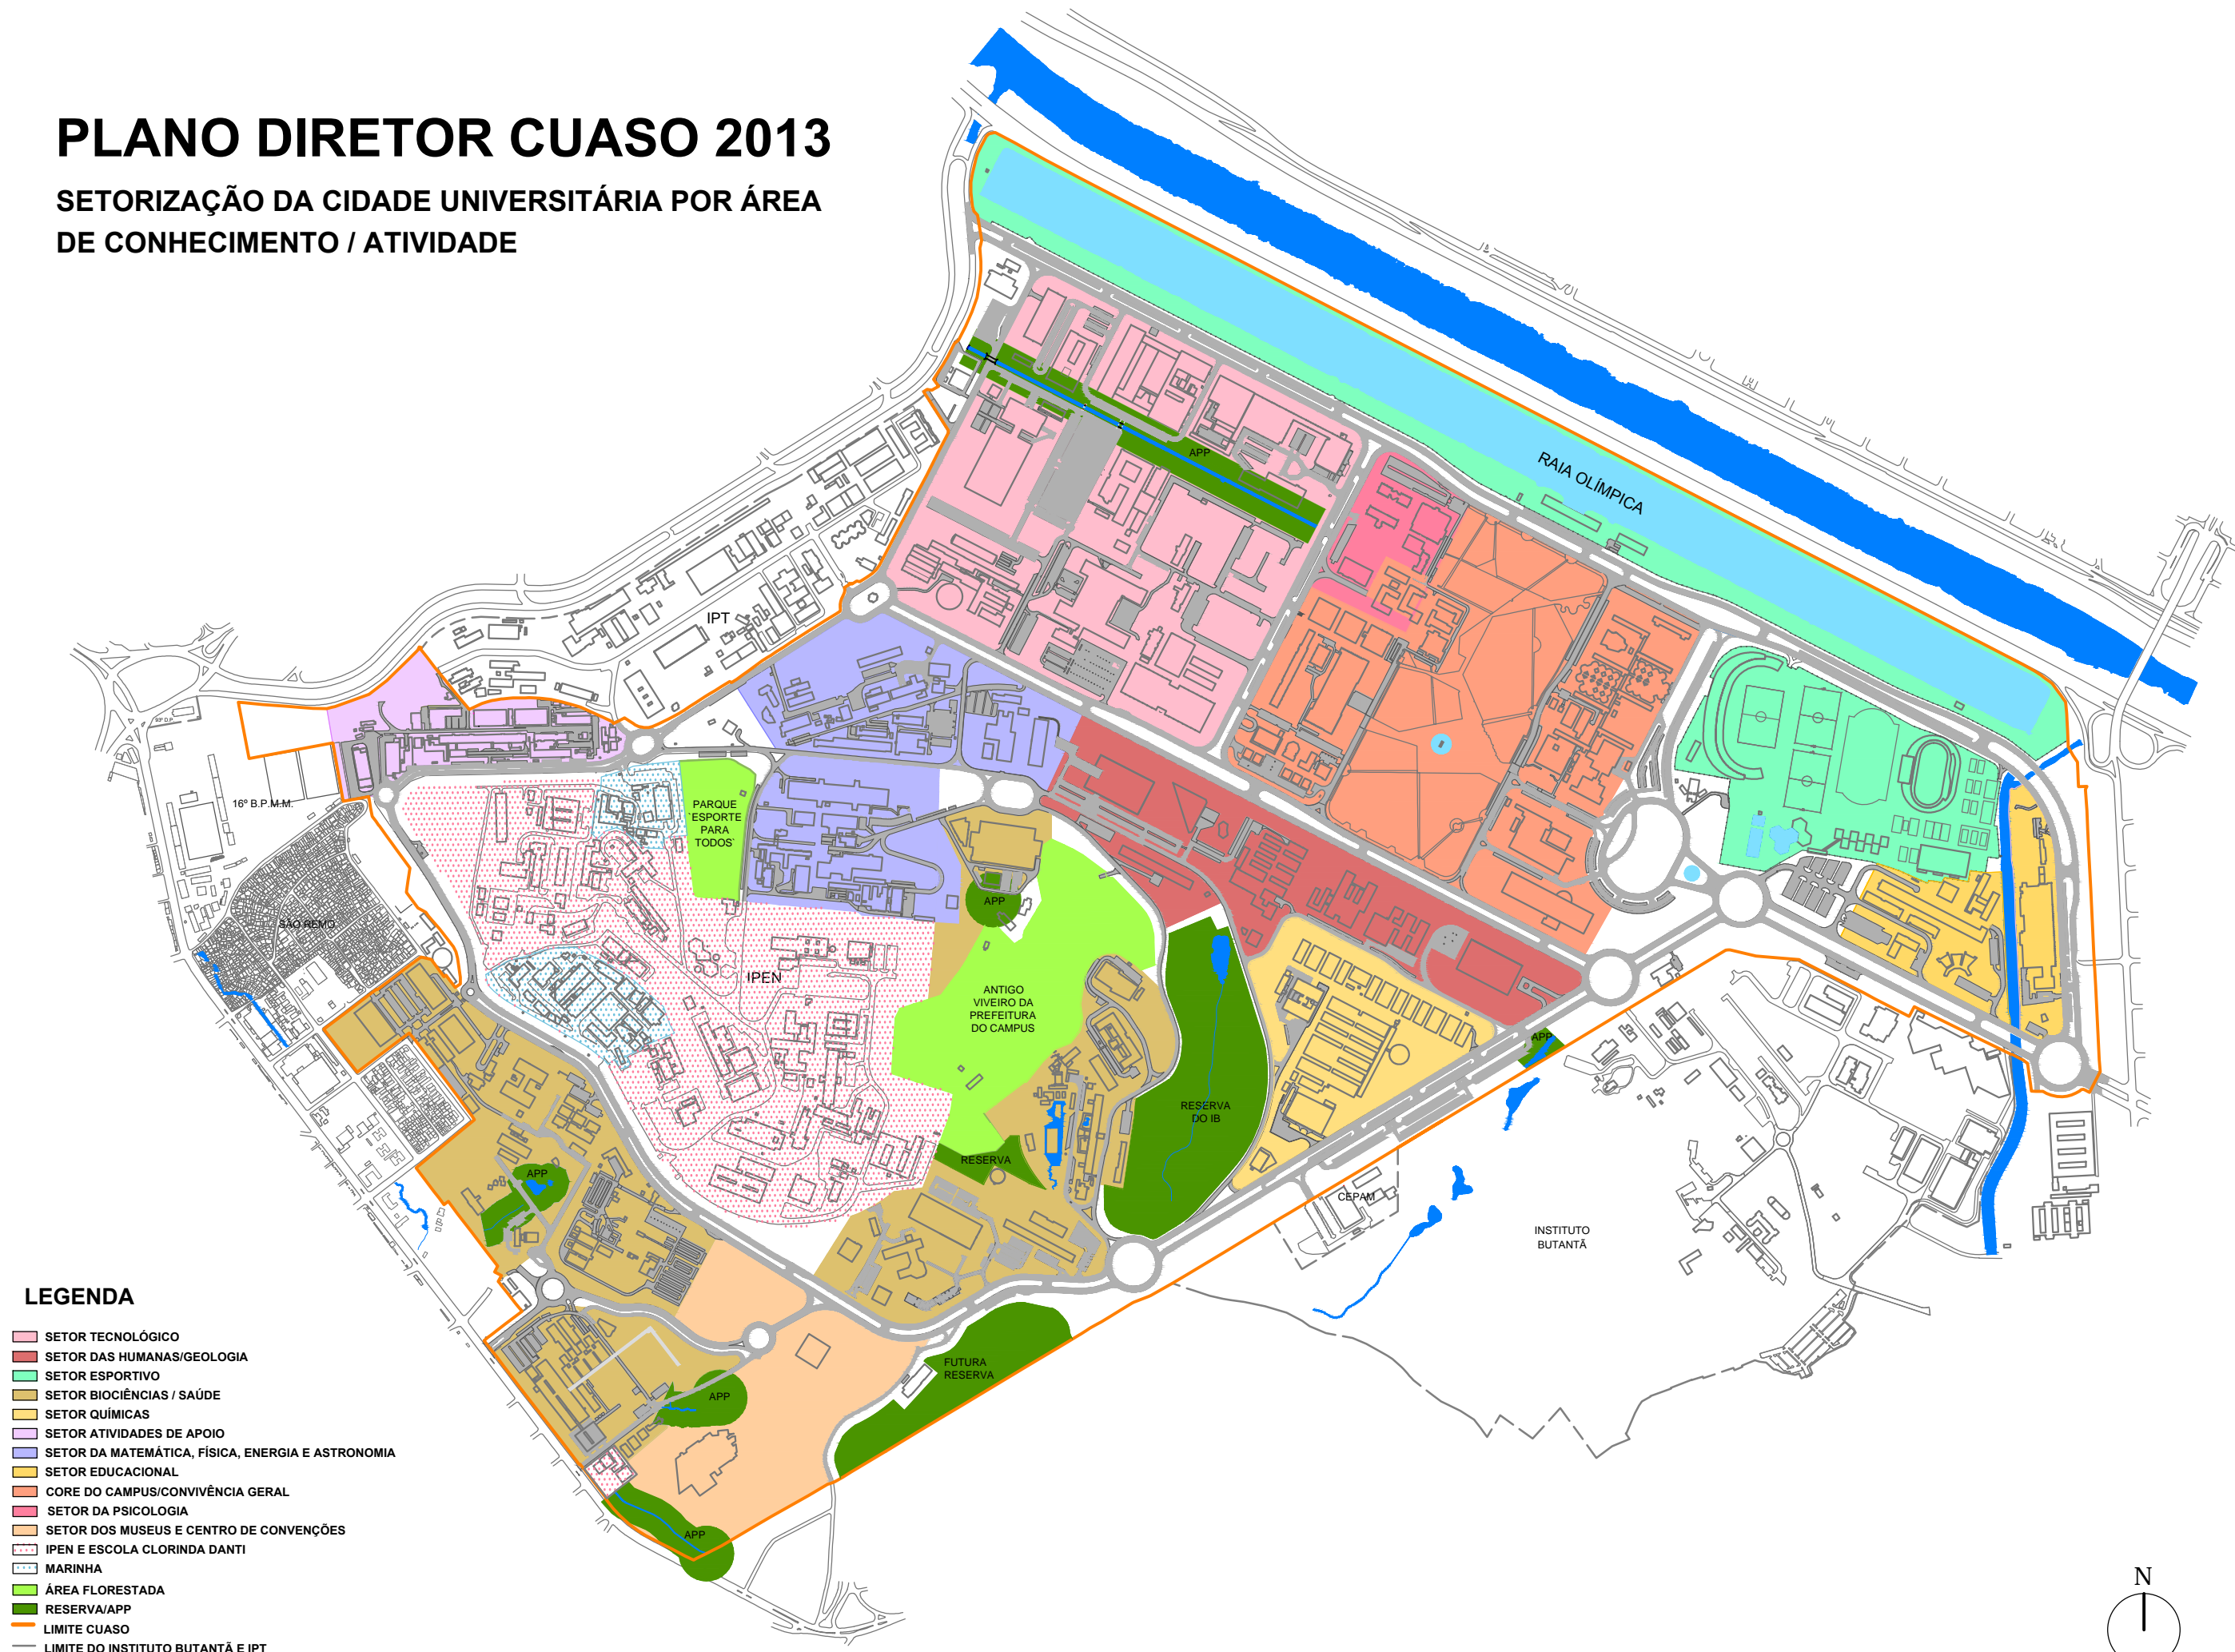 PLANO DIRETOR CUASO 2013
SETORIZAÇÃO DA CIDADE UNIVERSITÁRIA POR ÁREA
DE CONHECIMENTO / ATIVIDADE
RAIA OLÍMPICA
APP
IPT
93º D.P.
16º B.P.M.M.
PARQUE
`ESPORTE
PARA
TODOS`
SÃO REMO
APP
IPEN
ANTIGO
VIVEIRO DA
PREFEITURA
DO CAMPUS
APP
RESERVA
DO IB
RESERVA
APP
CEPAM
INSTITUTO
BUTANTÃ
FUTURA
RESERVA
APP
APP
LEGENDA
SETOR TECNOLÓGICO
SETOR DAS HUMANAS/GEOLOGIA
SETOR ESPORTIVO
SETOR BIOCIÊNCIAS / SAÚDE
SETOR QUÍMICAS
SETOR ATIVIDADES DE APOIO
SETOR DA MATEMÁTICA, FÍSICA, ENERGIA E ASTRONOMIA
SETOR EDUCACIONAL
CORE DO CAMPUS/CONVIVÊNCIA GERAL
SETOR DA PSICOLOGIA
SETOR DOS MUSEUS E CENTRO DE CONVENÇÕES
IPEN E ESCOLA CLORINDA DANTI
MARINHA
ÁREA FLORESTADA
RESERVA/APP
LIMITE CUASO
LIMITE DO INSTITUTO BUTANTÃ E IPT
N